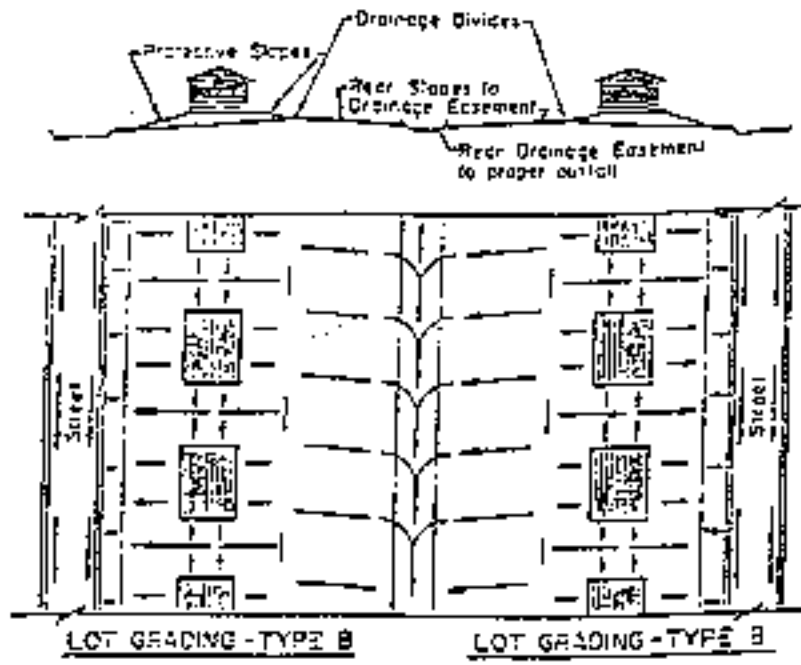 Drainage Divides
Protective Slopes
Rear Slopes to
Drainage Easement
Rear Drainage Easement
to proper outfall
Street
Street
LOT GRADING - TYPE B
LOT GRADING - TYPE B